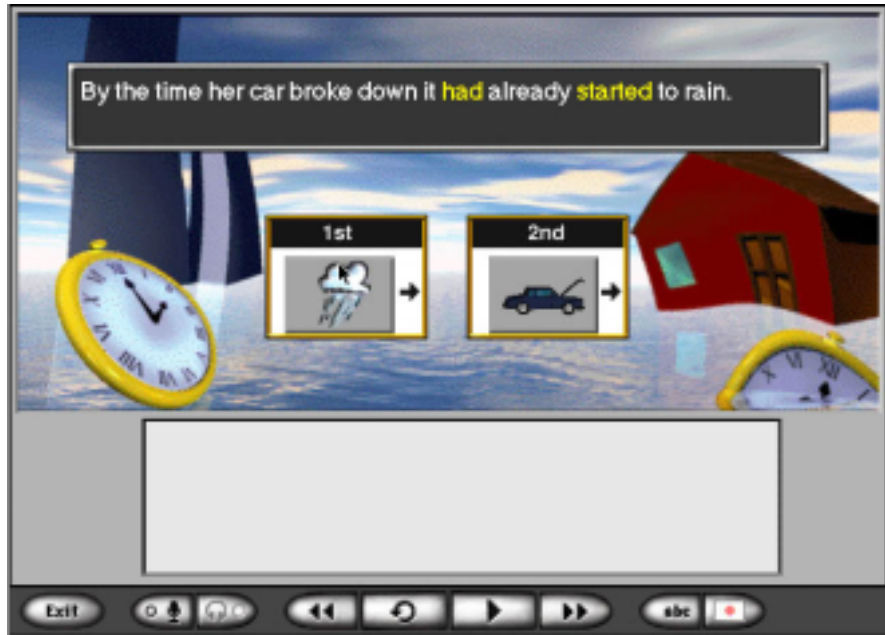 By the time her car broke down it had already started to rain.
1st
2nd
Exit
abc